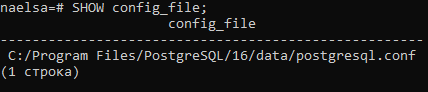 naelsa=# SHOW config_file;
config_file
---------------------------------------------------
C:/Program Files/PostgreSQL/16/data/postgresql.conf
(1 строка)